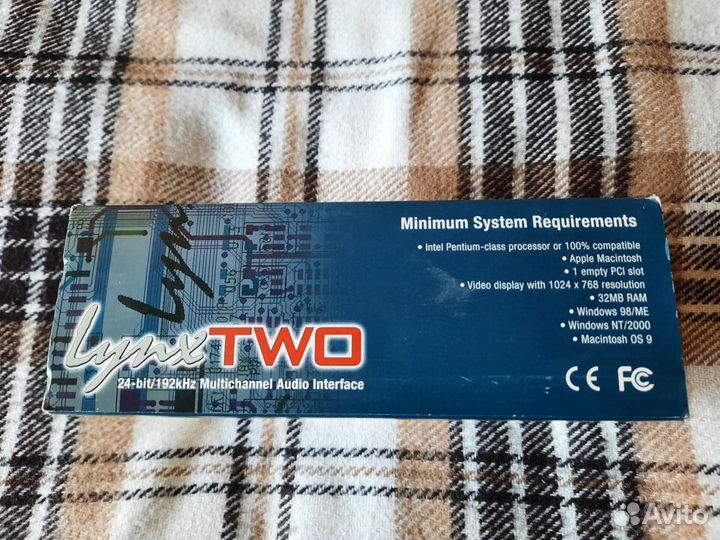 Lynx
LynxTWO
24-bit/192kHz Multichannel Audio Interface
Minimum System Requirements
• Intel Pentium-class processor or 100% compatible
• Apple Macintosh
• 1 empty PCI slot
• Video display with 1024 x 768 resolution
• 32MB RAM
• Windows 98/ME
• Windows NT/2000
• Macintosh OS 9
CE FC
Avito